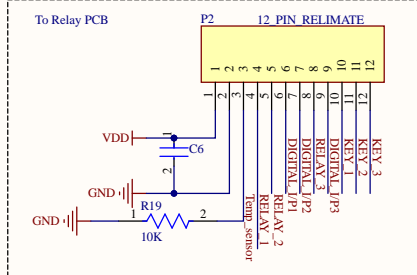 To Relay PCB
P2
12_PIN_RELIMATE
1 2 3 4 5 6 7 8 9 10 11 12
1 2 3 4 5 6 7 8 9 10 11 12
VDD
1
C6
2
GND
GND
1
R19
2
10K
Temp_sensor
RELAY_1
RELAY_2
DIGITAL_I/P1
DIGITAL_I/P2
RELAY_3
DIGITAL_I/P3
KEY_1
KEY_2
KEY_3